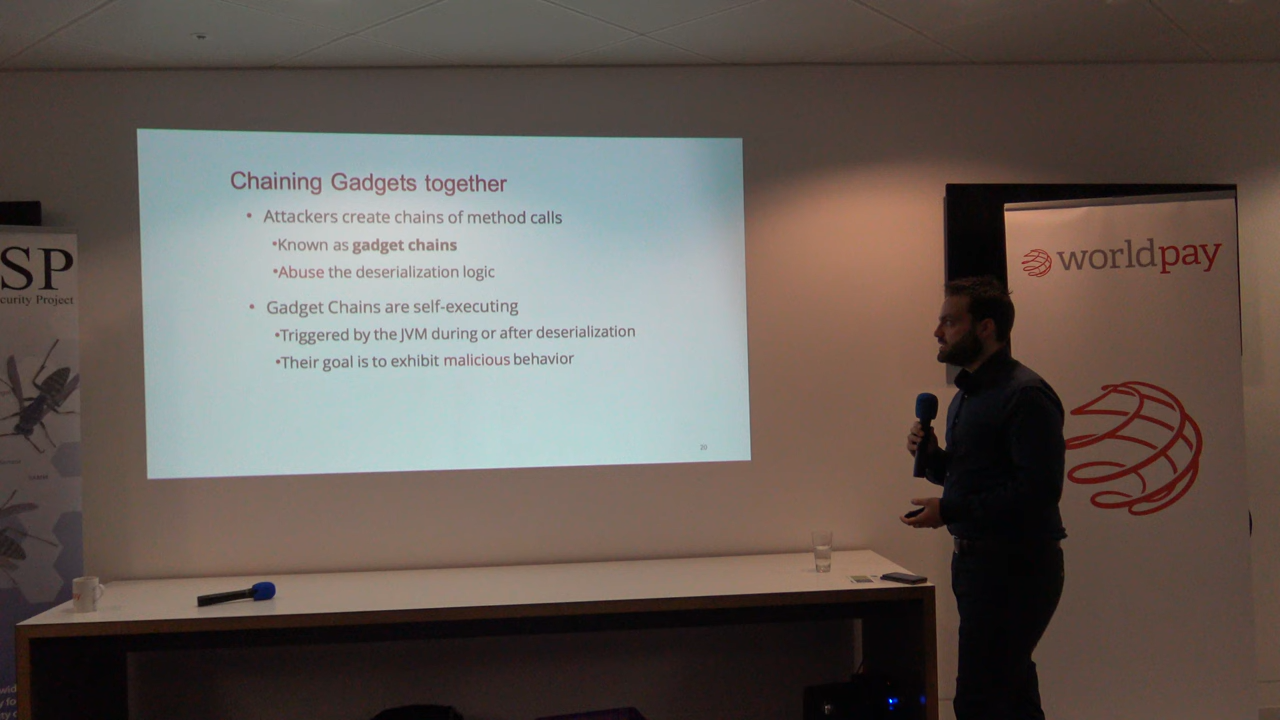 Chaining Gadgets together
• Attackers create chains of method calls
•Known as gadget chains
•Abuse the deserialization logic
• Gadget Chains are self-executing
•Triggered by the JVM during or after deserialization
•Their goal is to exhibit malicious behavior
20
SP
curity Project
worldpay